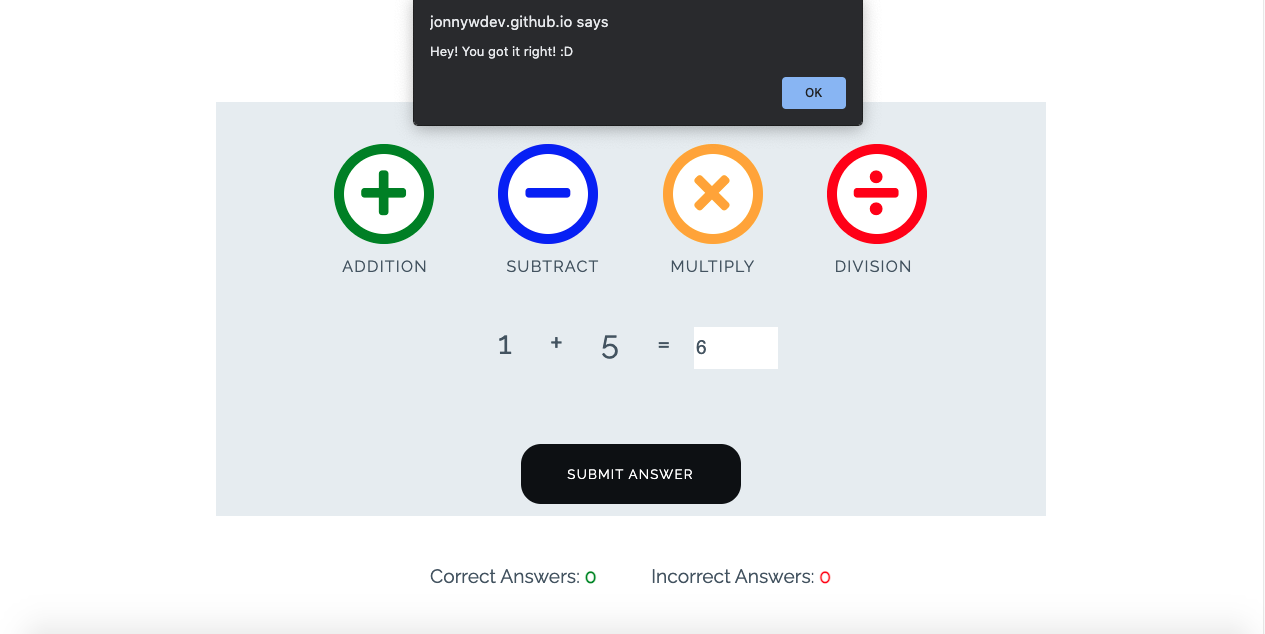 jonnywdev.github.io says
Hey! You got it right! :D
OK
ADDITION SUBTRACT MULTIPLY DIVISION
1 + 5 = 6
SUBMIT ANSWER
Correct Answers: 0 Incorrect Answers: 0